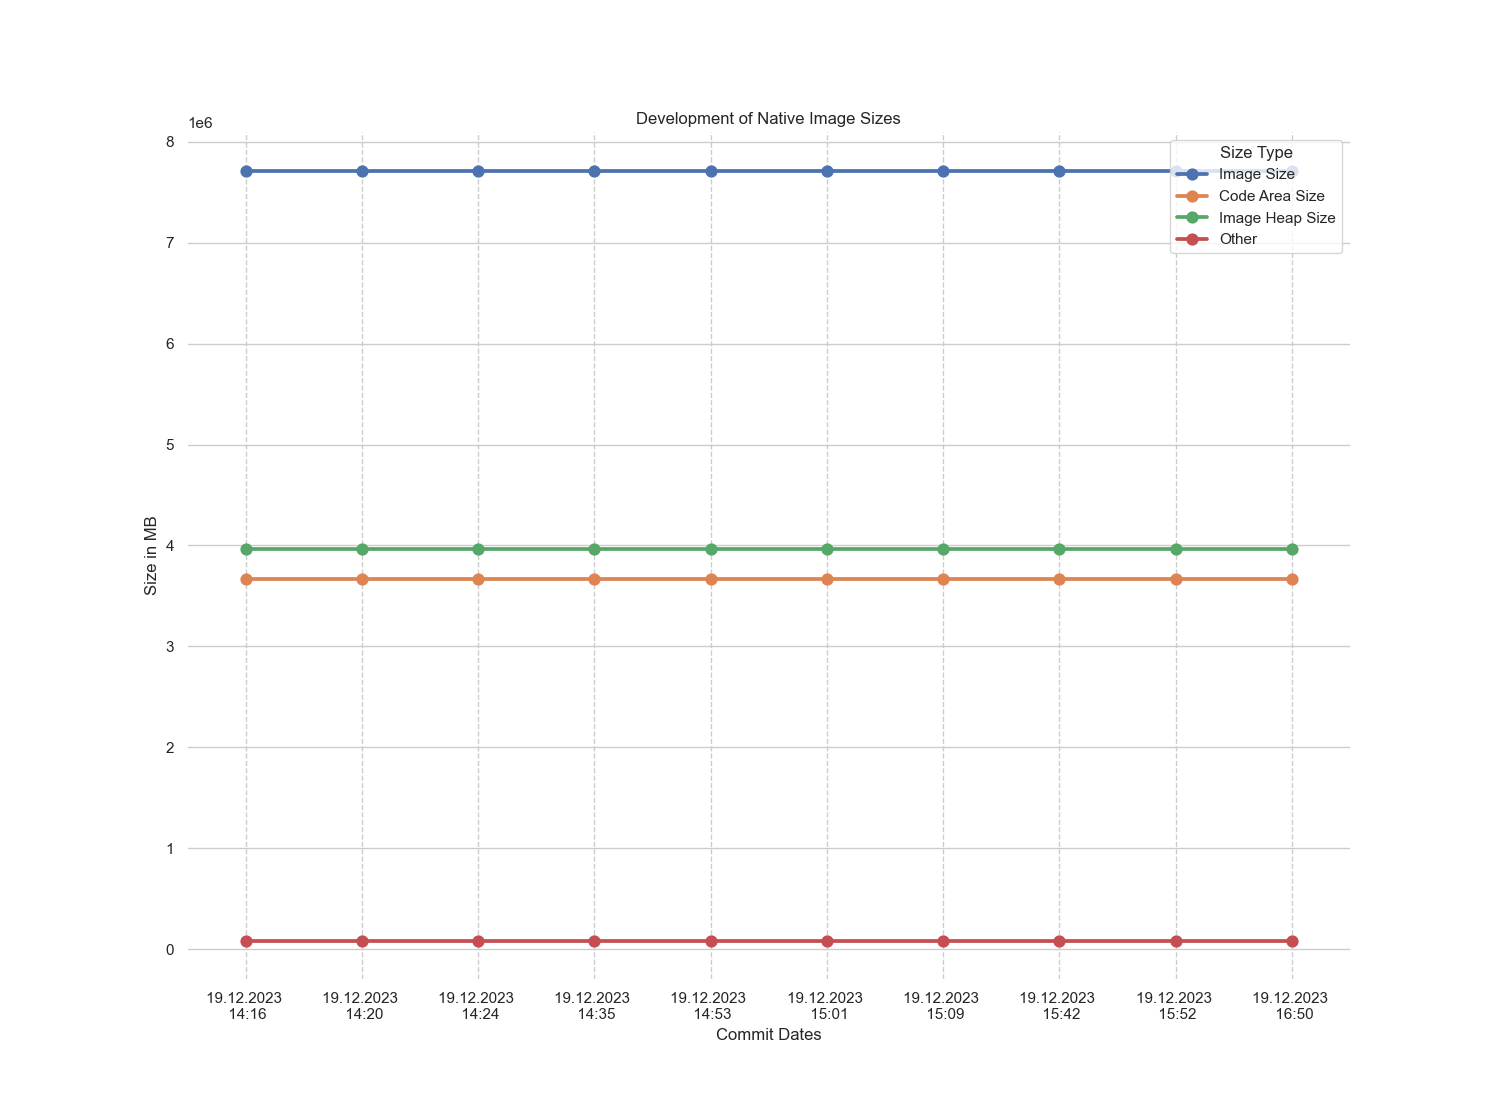 Development of Native Image Sizes
1e6
8
7
6
5
4
3
2
1
0
Size in MB
Size Type
Image Size
Code Area Size
Image Heap Size
Other
19.12.2023 19.12.2023 19.12.2023 19.12.2023 19.12.2023 19.12.2023 19.12.2023 19.12.2023 19.12.2023 19.12.2023
14:16 14:20 14:24 14:35 14:53 15:01 15:09 15:42 15:52 16:50
Commit Dates